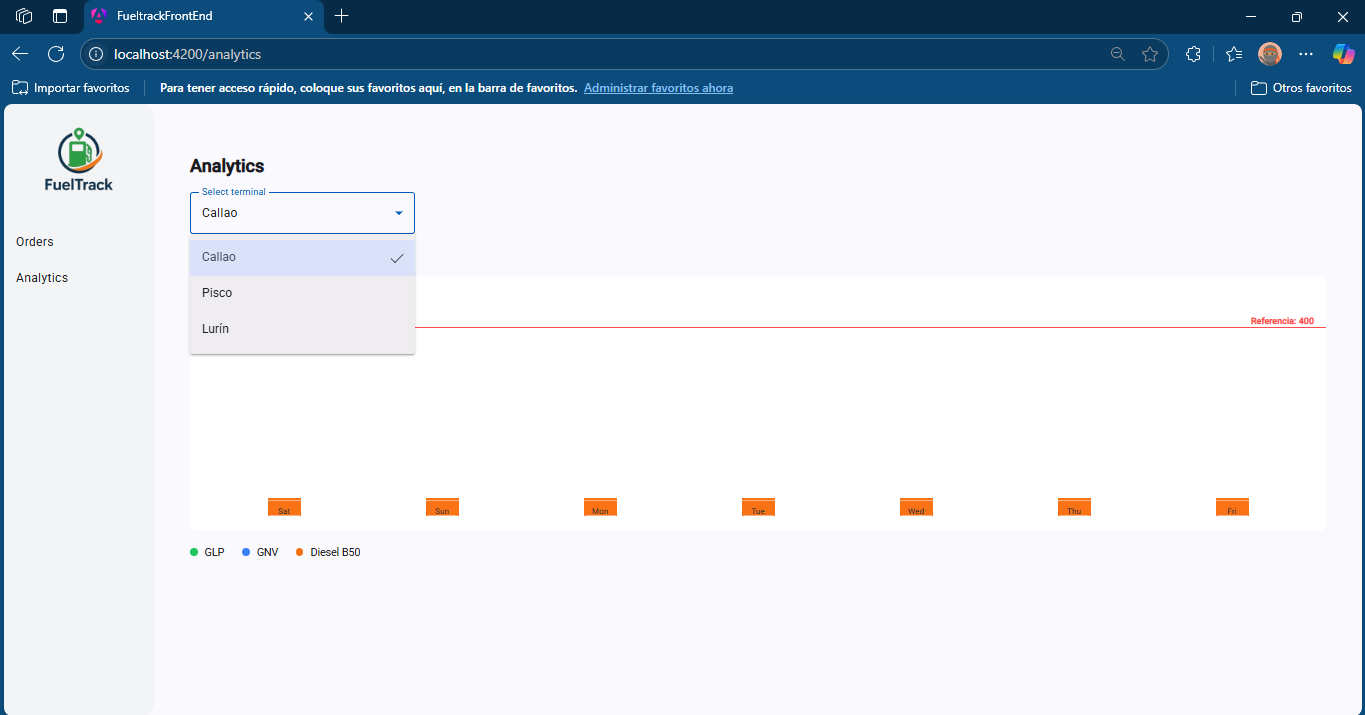 FueltrackFrontEnd
localhost:4200/analytics
Importar favoritos
Para tener acceso rápido, coloque sus favoritos aquí, en la barra de favoritos. Administrar favoritos ahora
Otros favoritos
FuelTrack
Orders
Analytics
Analytics
Select terminal
Callao
Callao
Pisco
Lurín
Referencia: 400
Sat Sun Mon Tue Wed Thu Fri
GLP GNV Diesel B50